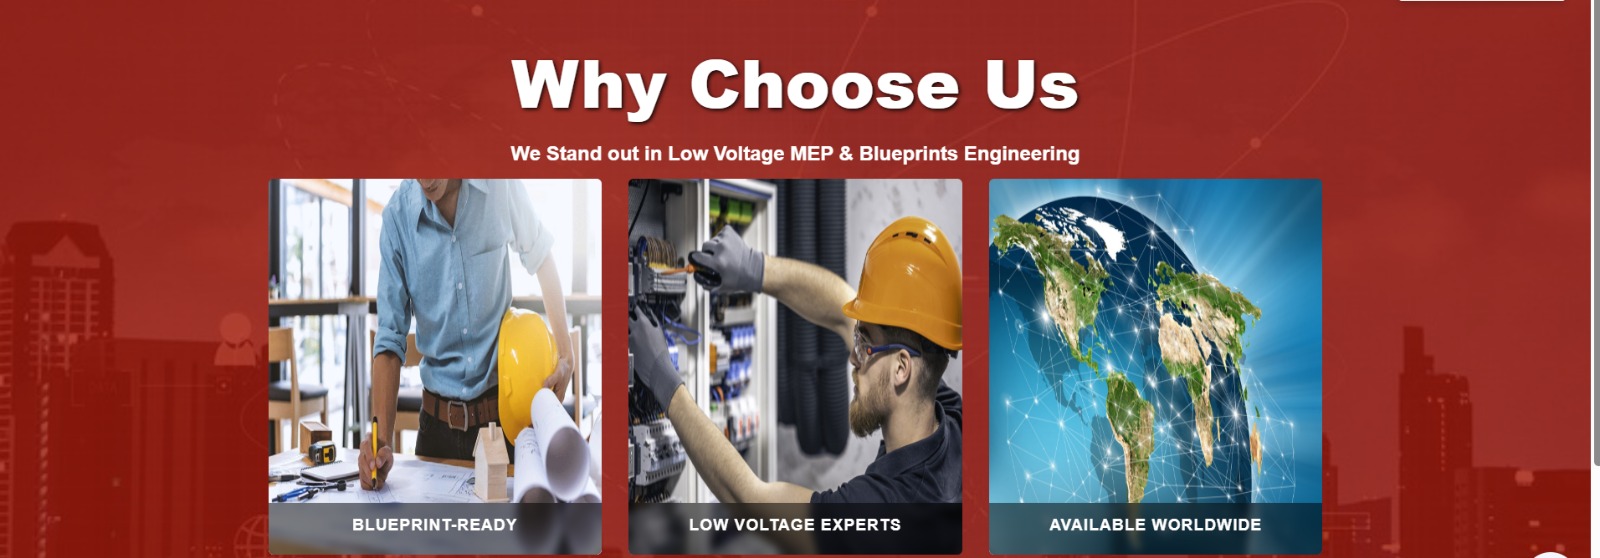 Why Choose Us
We Stand out in Low Voltage MEP & Blueprints Engineering
BLUEPRINT-READY
LOW VOLTAGE EXPERTS
AVAILABLE WORLDWIDE